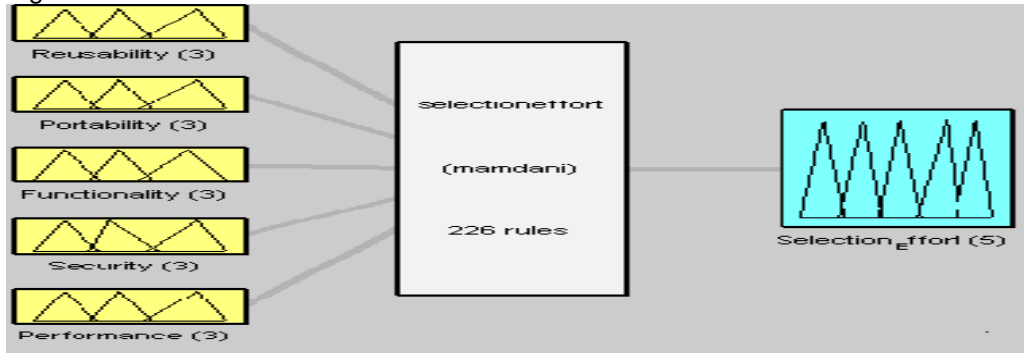 Reusability (3)
Portability (3)
Functionality (3)
Security (3)
Performance (3)
selectioneffort
(mamdani)
226 rules
Selection_Effort (5)